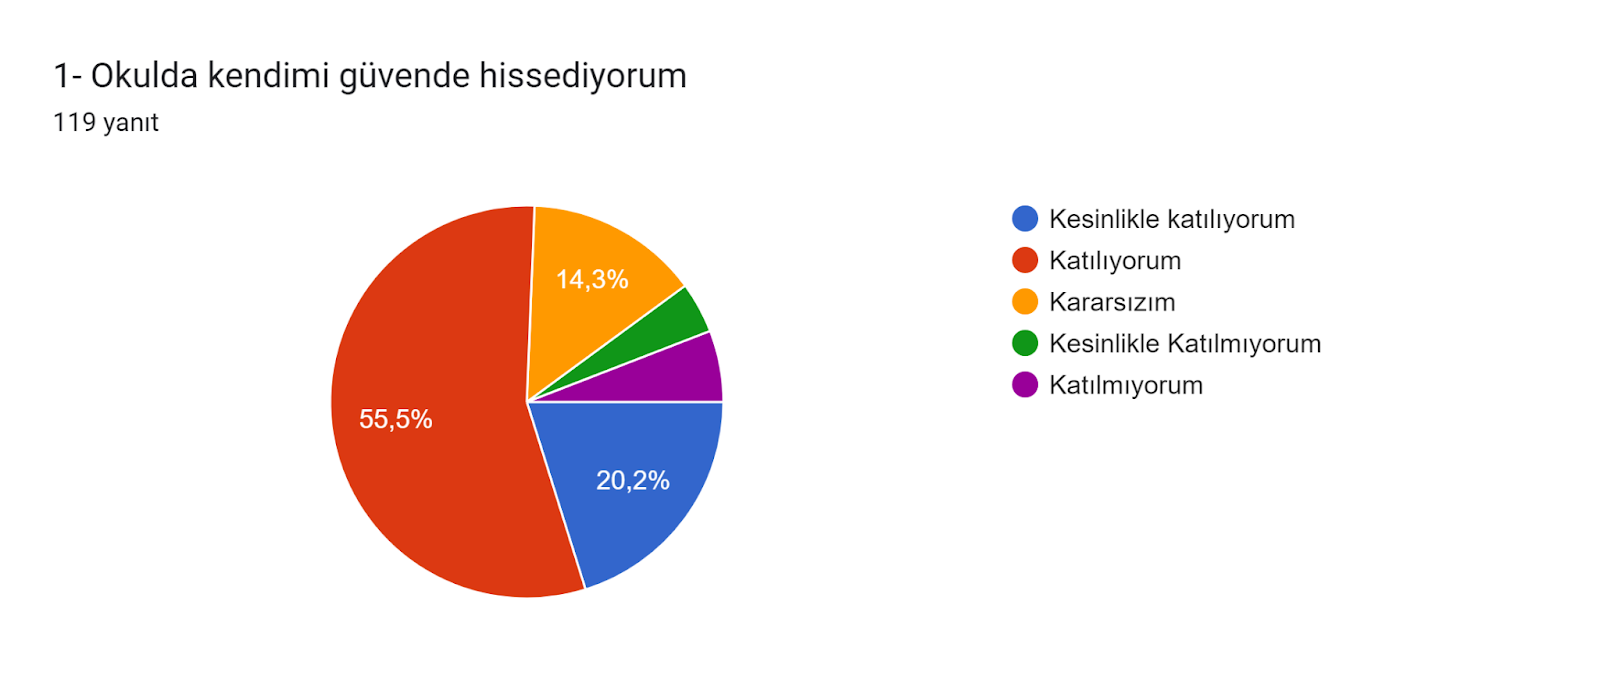 1- Okulda kendimi güvende hissediyorum
119 yanıt
Kesinlikle katılıyorum
Katılıyorum
Kararsızım
Kesinlikle Katılmıyorum
Katılmıyorum
14,3%
55,5%
20,2%